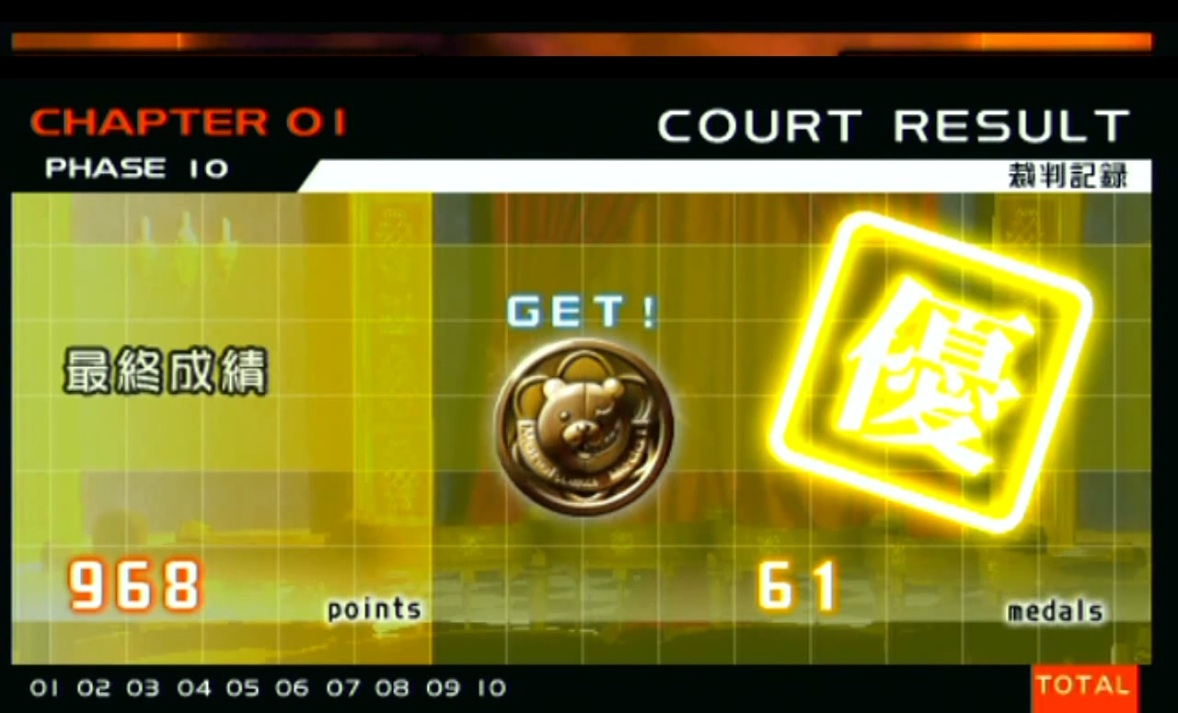 CHAPTER 01
COURT RESULT
PHASE 10
裁判記録
GET!
優
最終成績
968 points
61 medals
01 02 03 04 05 06 07 08 09 10
TOTAL